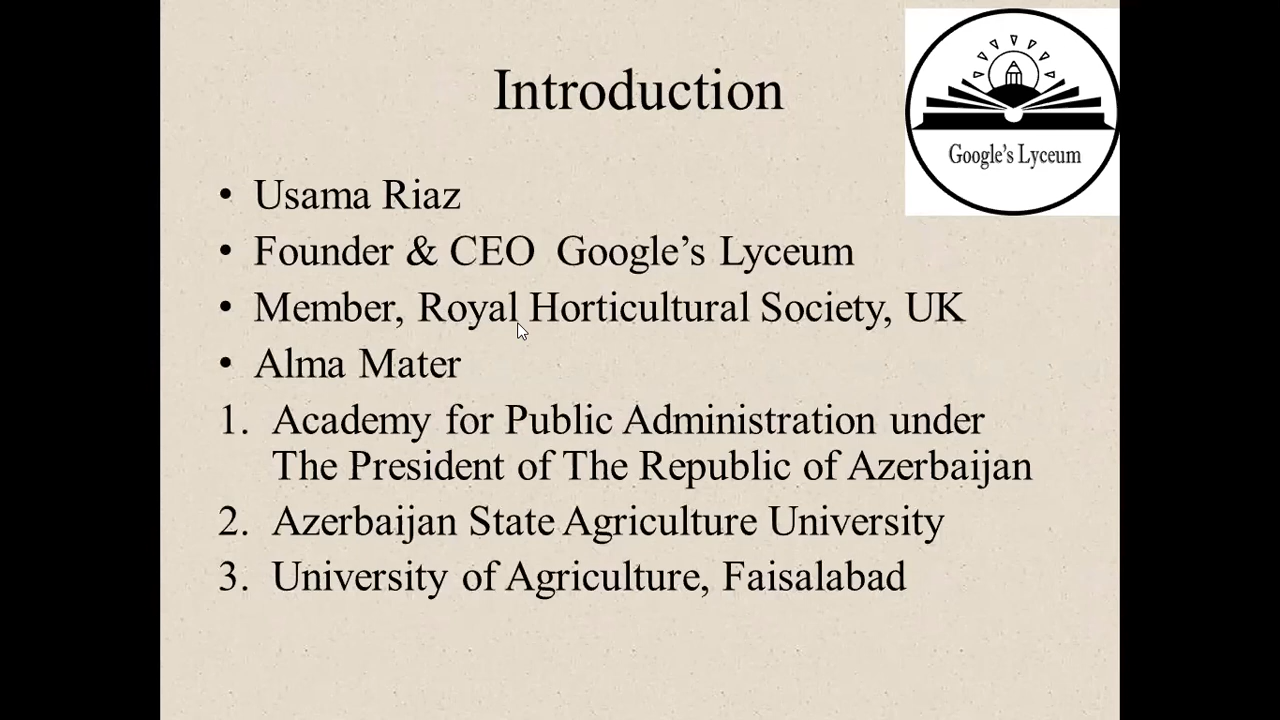 Introduction
Google's Lyceum
• Usama Riaz
• Founder & CEO Google’s Lyceum
• Member, Royal Horticultural Society, UK
• Alma Mater
1. Academy for Public Administration under
The President of The Republic of Azerbaijan
2. Azerbaijan State Agriculture University
3. University of Agriculture, Faisalabad